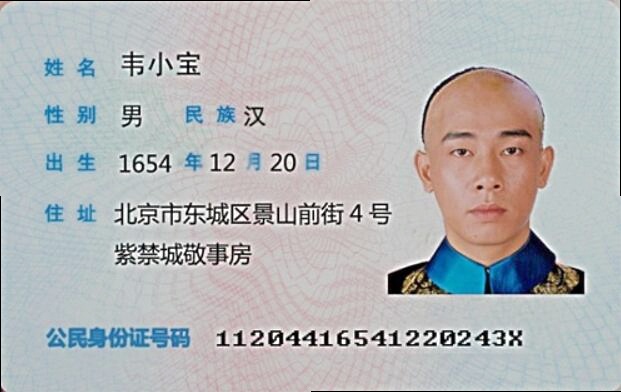 姓名 韦小宝
性别 男 民族 汉
出生 1654 年 12 月 20 日
住址 北京市东城区景山前街4号
紫禁城敬事房
公民身份证号码 11204416541220243X